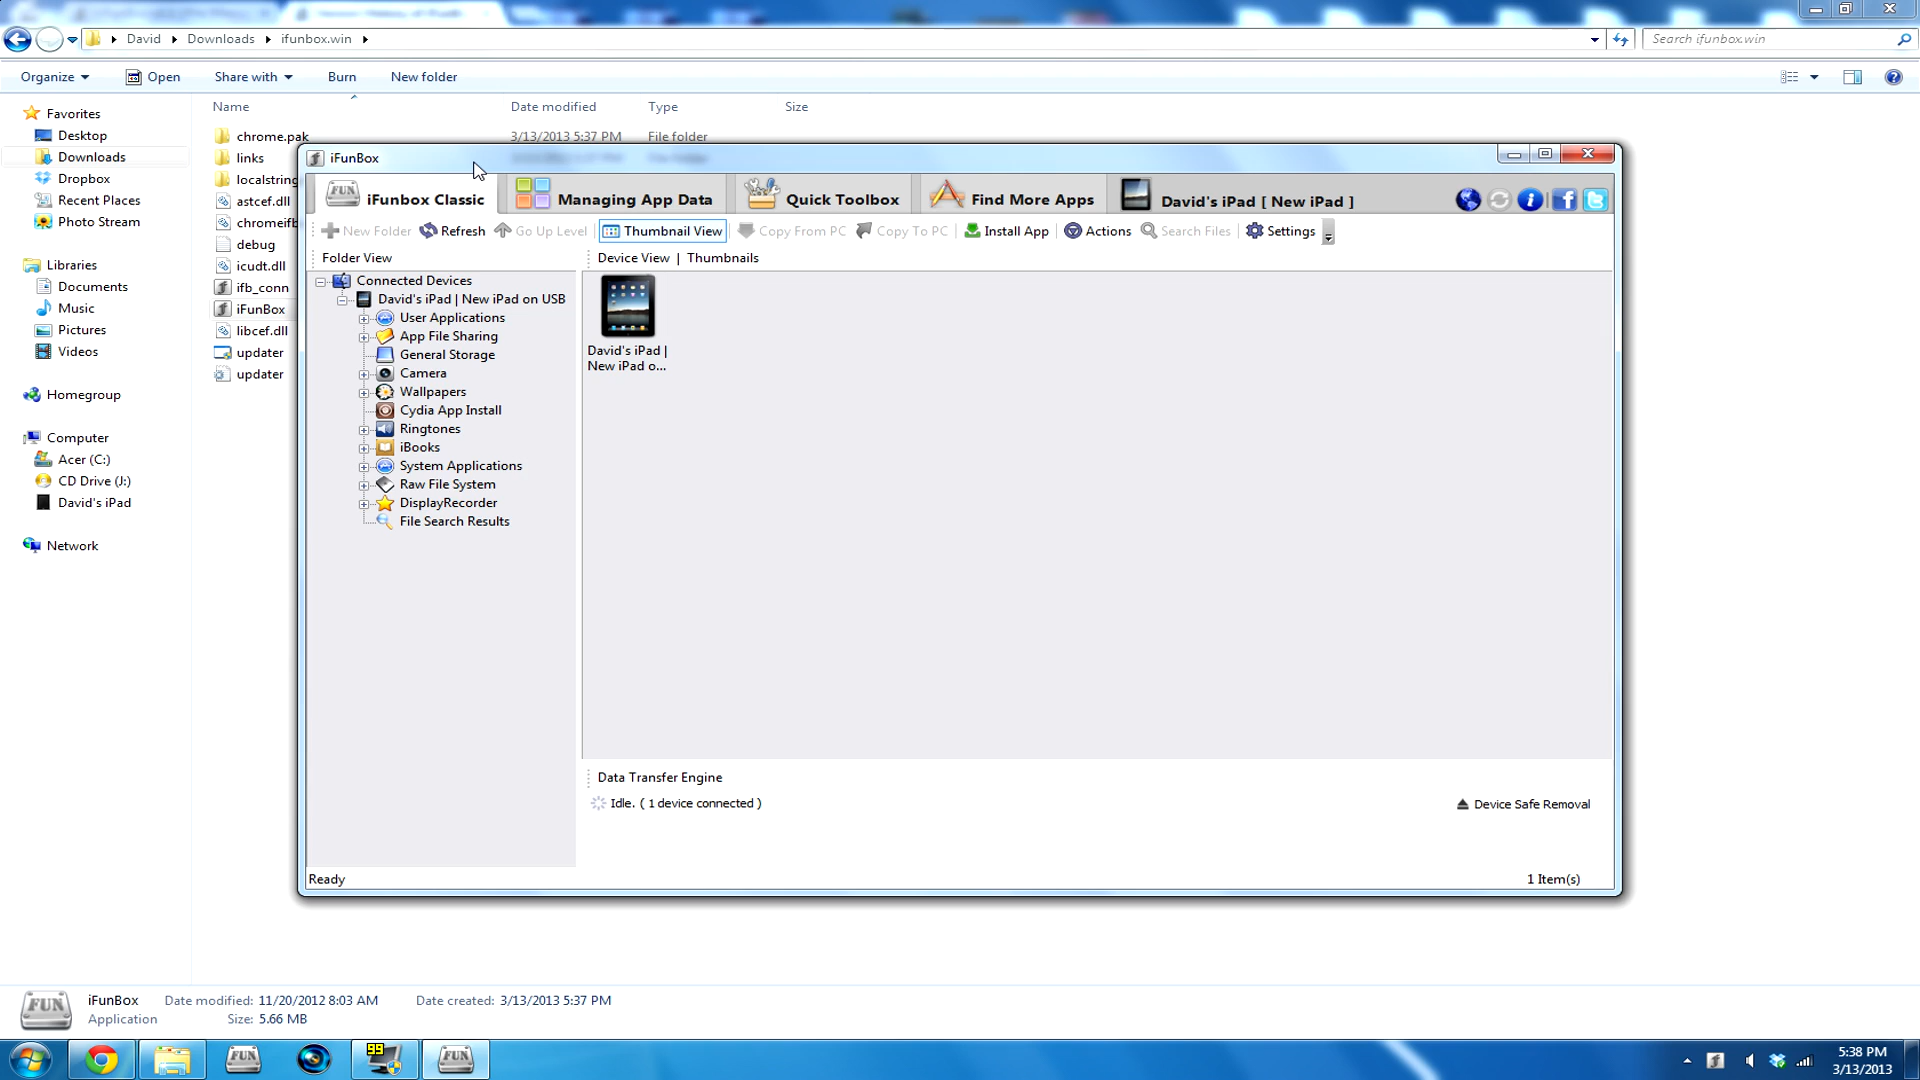 David ▸ Downloads ▸ ifunbox.win ▸
Search ifunbox.win
Organize Open Share with Burn New folder
Name Date modified Type Size
Favorites
Desktop
Downloads
Dropbox
Recent Places
Photo Stream
Libraries
Documents
Music
Pictures
Videos
Homegroup
Computer
Acer (C:)
CD Drive (J:)
David's iPad
Network
chrome.pak 3/13/2013 5:37 PM File folder
links
localstring
astcef.dll
chromeifb
debug
icudt.dll
ifb_conn
iFunBox
libcef.dll
updater
updater
iFunBox
FUN iFunbox Classic Managing App Data Quick Toolbox Find More Apps David's iPad [ New iPad ]
New Folder Refresh Go Up Level Thumbnail View Copy From PC Copy To PC Install App Actions Search Files Settings
Folder View
Device View | Thumbnails
Connected Devices
David's iPad | New iPad on USB
User Applications
App File Sharing
General Storage
Camera
Wallpapers
Cydia App Install
Ringtones
iBooks
System Applications
Raw File System
DisplayRecorder
File Search Results
David's iPad |
New iPad o...
Data Transfer Engine
Idle. ( 1 device connected )
Device Safe Removal
Ready
1 Item(s)
FUN
iFunBox Date modified: 11/20/2012 8:03 AM Date created: 3/13/2013 5:37 PM
Application Size: 5.66 MB
FUN
99
FUN
5:38 PM
3/13/2013